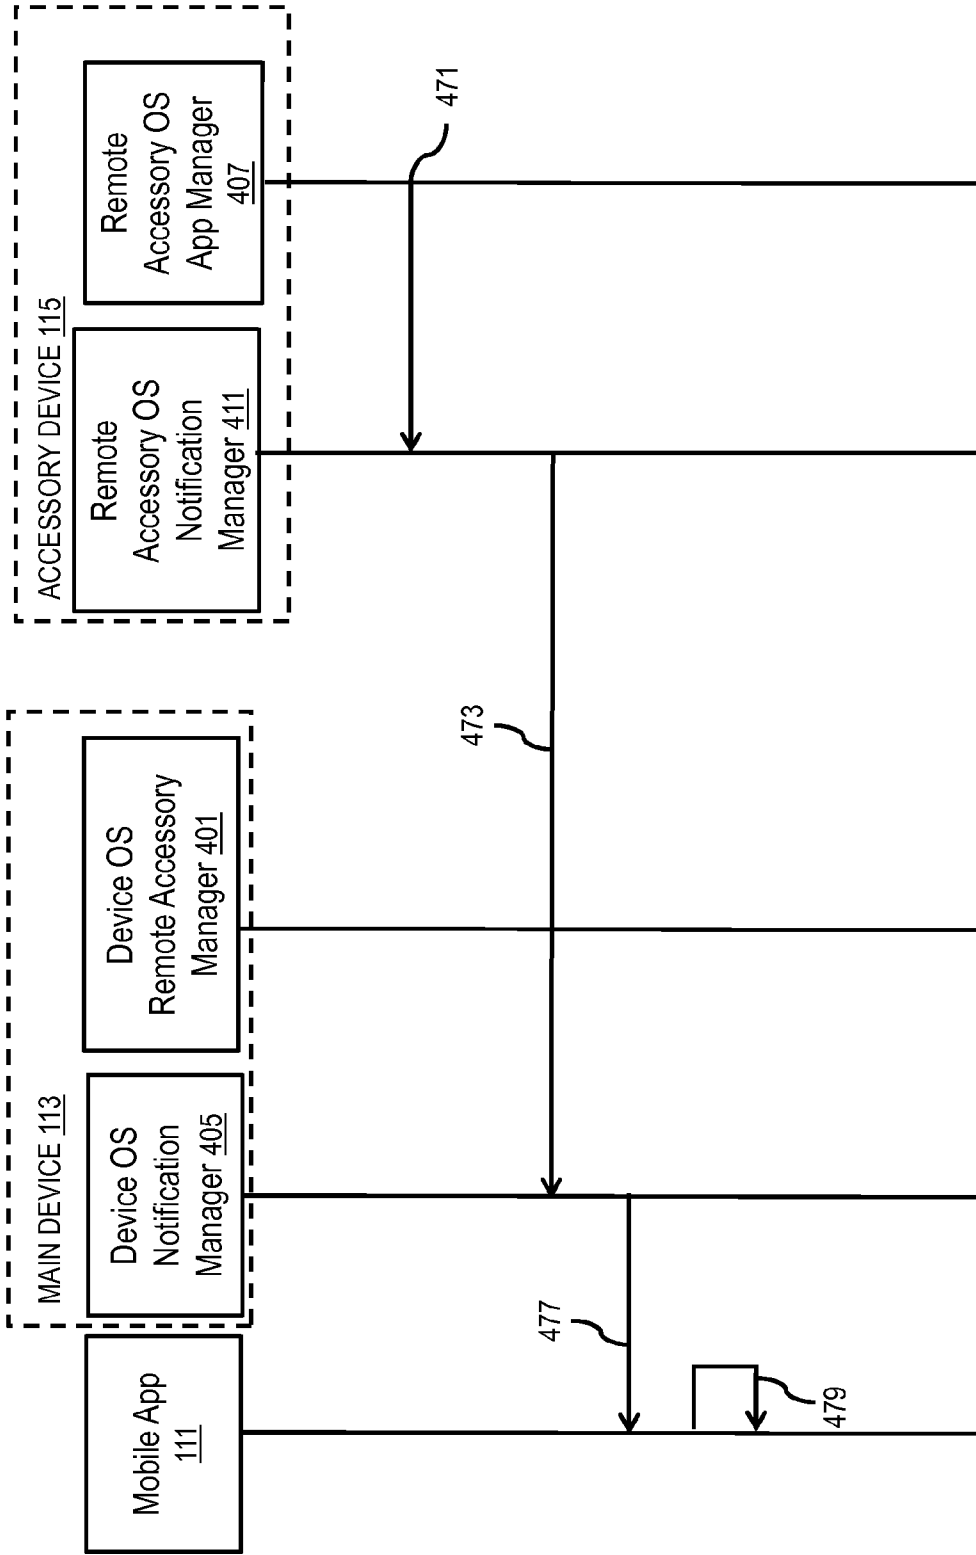 Mobile App
111
MAIN DEVICE 113
Device OS
Notification
Manager 405
Device OS
Remote Accessory
Manager 401
ACCESSORY DEVICE 115
Remote
Accessory OS
Notification
Manager 411
Remote
Accessory OS
App Manager
407
471
473
477
479